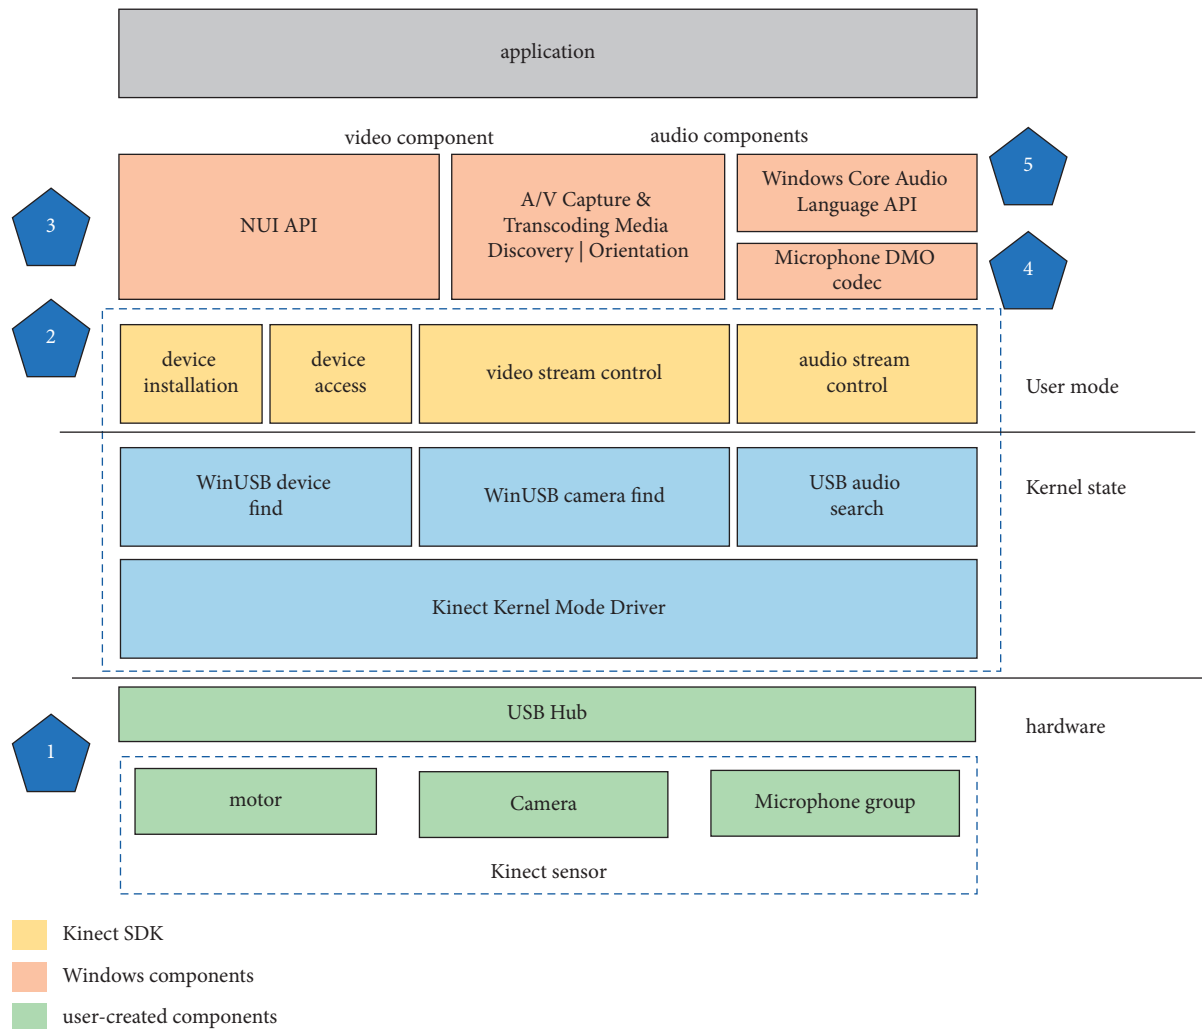 application
video component
audio components
NUI API
A/V Capture &
Transcoding Media
Discovery | Orientation
Windows Core Audio
Language API
Microphone DMO
codec
5
3
4
2
device
installation
device
access
video stream control
audio stream
control
User mode
WinUSB device
find
WinUSB camera find
USB audio
search
Kernel state
Kinect Kernel Mode Driver
USB Hub
hardware
1
motor
Camera
Microphone group
Kinect sensor
Kinect SDK
Windows components
user-created components